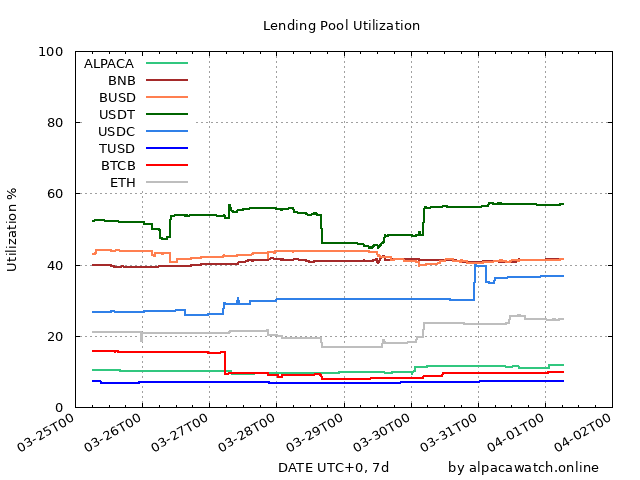 Lending Pool Utilization
Utilization %
100
80
60
40
20
0
ALPACA
BNB
BUSD
USDT
USDC
TUSD
BTCB
ETH
03-25T00
03-26T00
03-27T00
03-28T00
03-29T00
03-30T00
03-31T00
04-01T00
04-02T00
DATE UTC+0, 7d
by alpacawatch.online